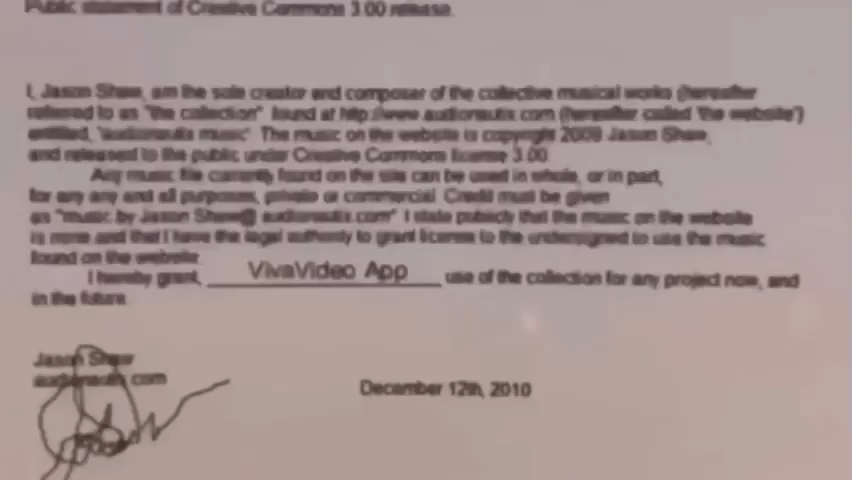 Public statement of Creative Commons 3.00 release.
I, Jason Shaw, am the sole creator and composer of the collective musical works (hereafter
referred to as "the collection" found at http://www.audionautix.com (hereafter called 'the website')
entitled, "audionautix music". The music on the website is copyright 2009 Jason Shaw,
and released to the public under Creative Commons license 3.00
Any music file currently found on the site can be used in whole, or in part,
for any any and all purposes, private or commercial. Credit must be given
as "music by Jason Shaw@ audionautix.com" I state publicly that the music on the website
is mine and that I have the legal authority to grant license to the undersigned to use the music
found on the website
I hereby grant, VivaVideo App use of the collection for any project now, and
in the future.
Jason Shaw
audionautix.com
December 12th, 2010